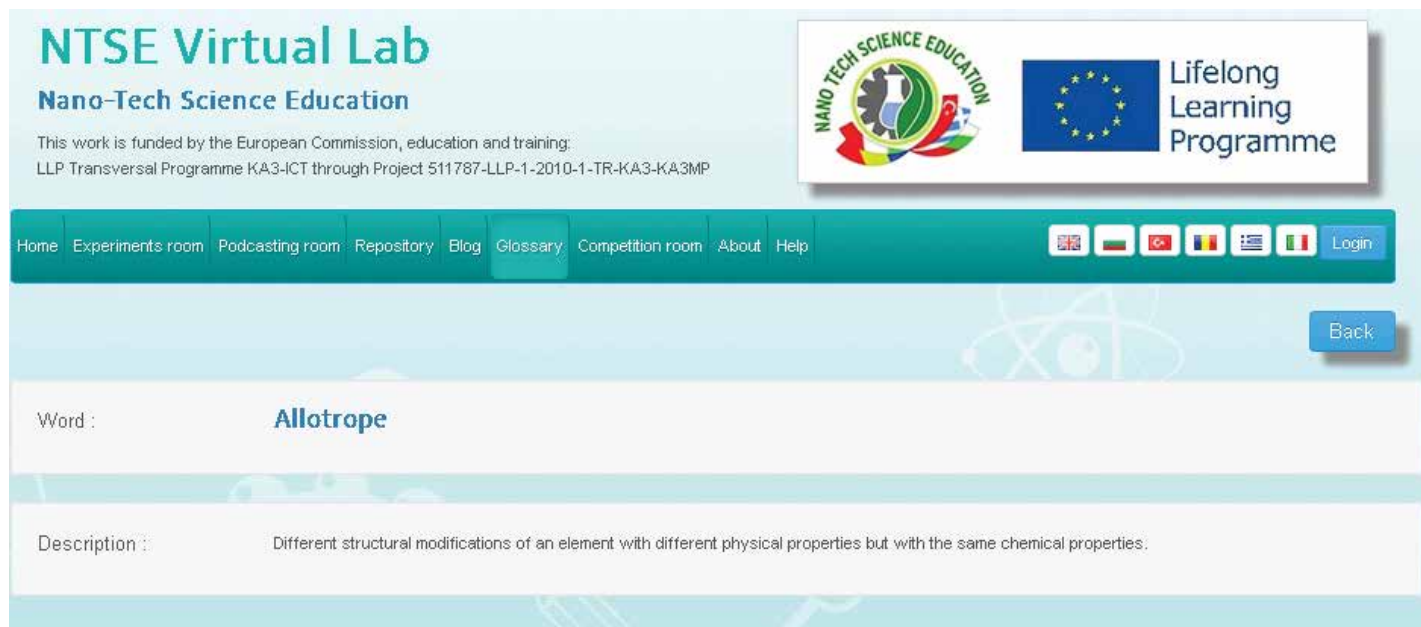 NTSE Virtual Lab
Nano-Tech Science Education
This work is funded by the European Commission, education and training:
LLP Transversal Programme KA3-ICT through Project 511787-LLP-1-2010-1-TR-KA3-KA3MP
NANO TECH SCIENCE EDUCATION
Lifelong
Learning
Programme
Home Experiments room Podcasting room Repository Blog Glossary Competition room About Help Login
Back
Word : Allotrope
Description : Different structural modifications of an element with different physical properties but with the same chemical properties.